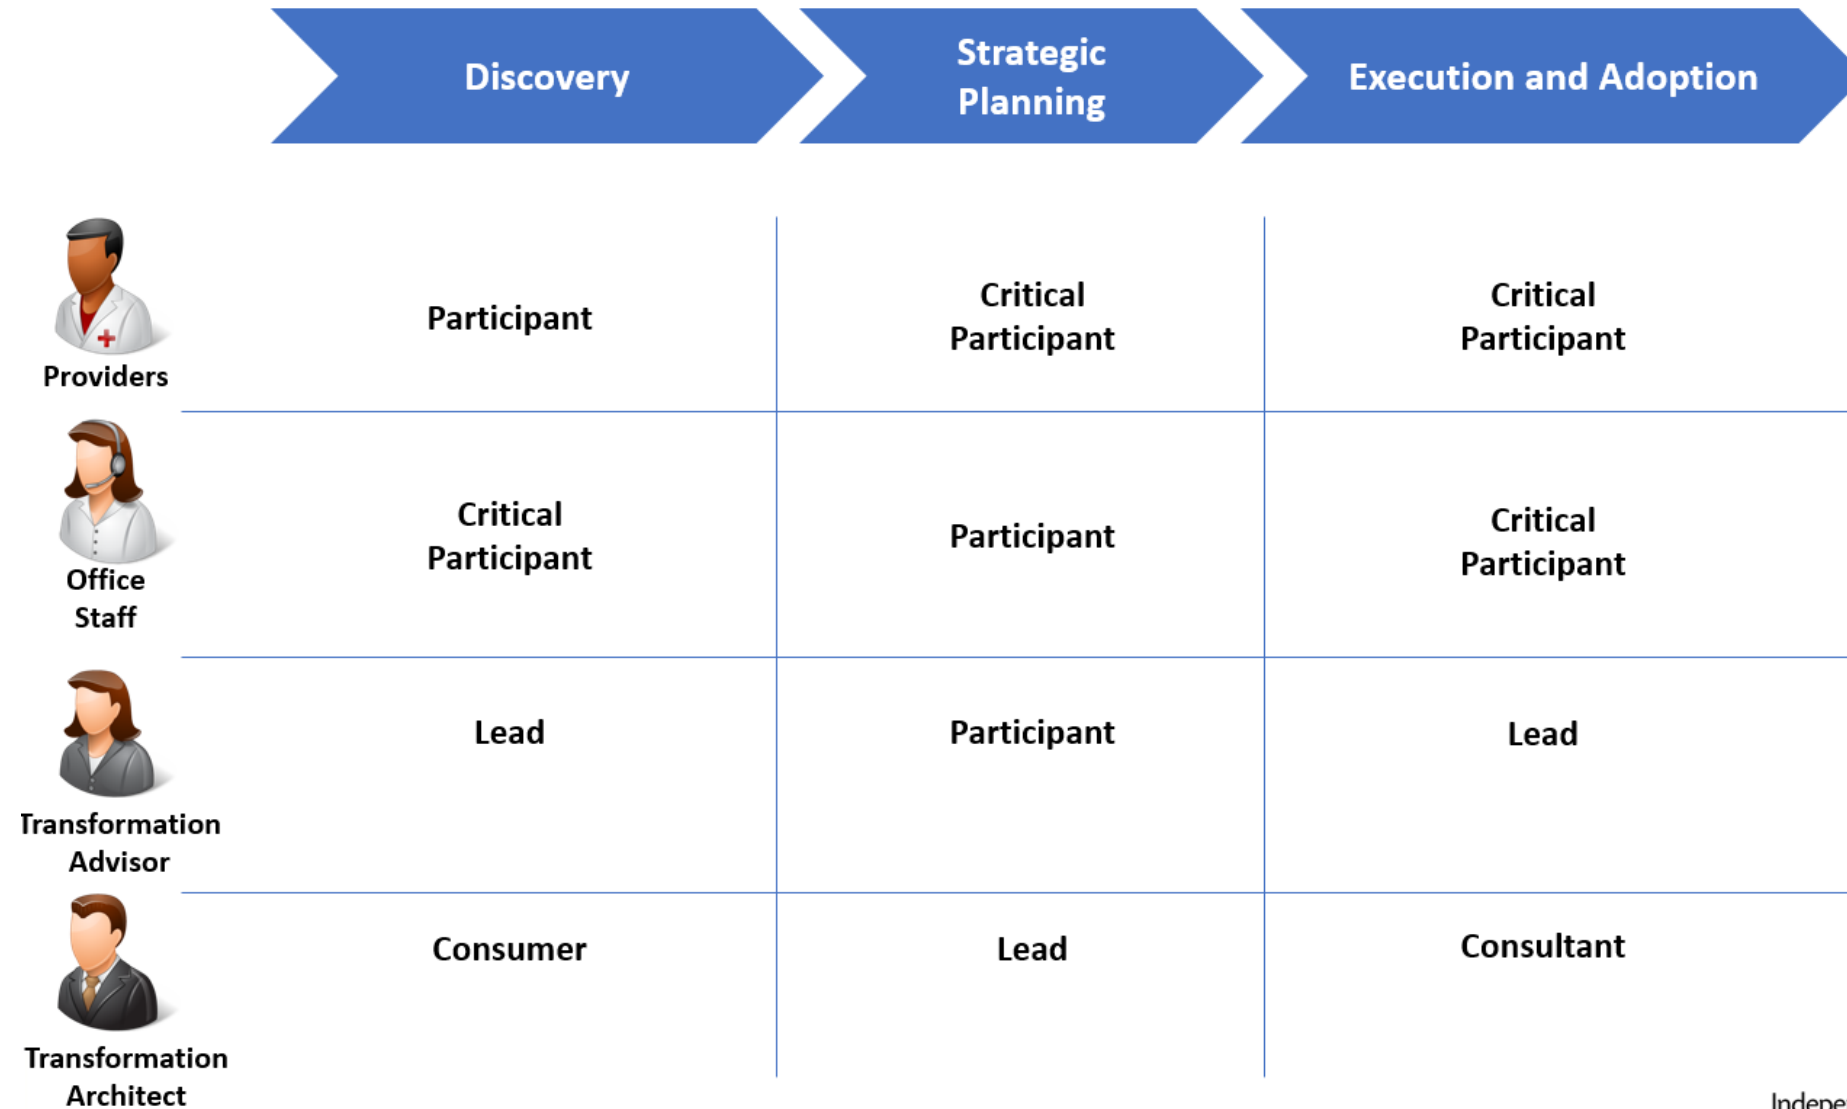 Discovery
Strategic
Planning
Execution and Adoption
Providers
Participant
Critical
Participant
Critical
Participant
Office
Staff
Critical
Participant
Participant
Critical
Participant
Transformation
Advisor
Lead
Participant
Lead
Transformation
Architect
Consumer
Lead
Consultant